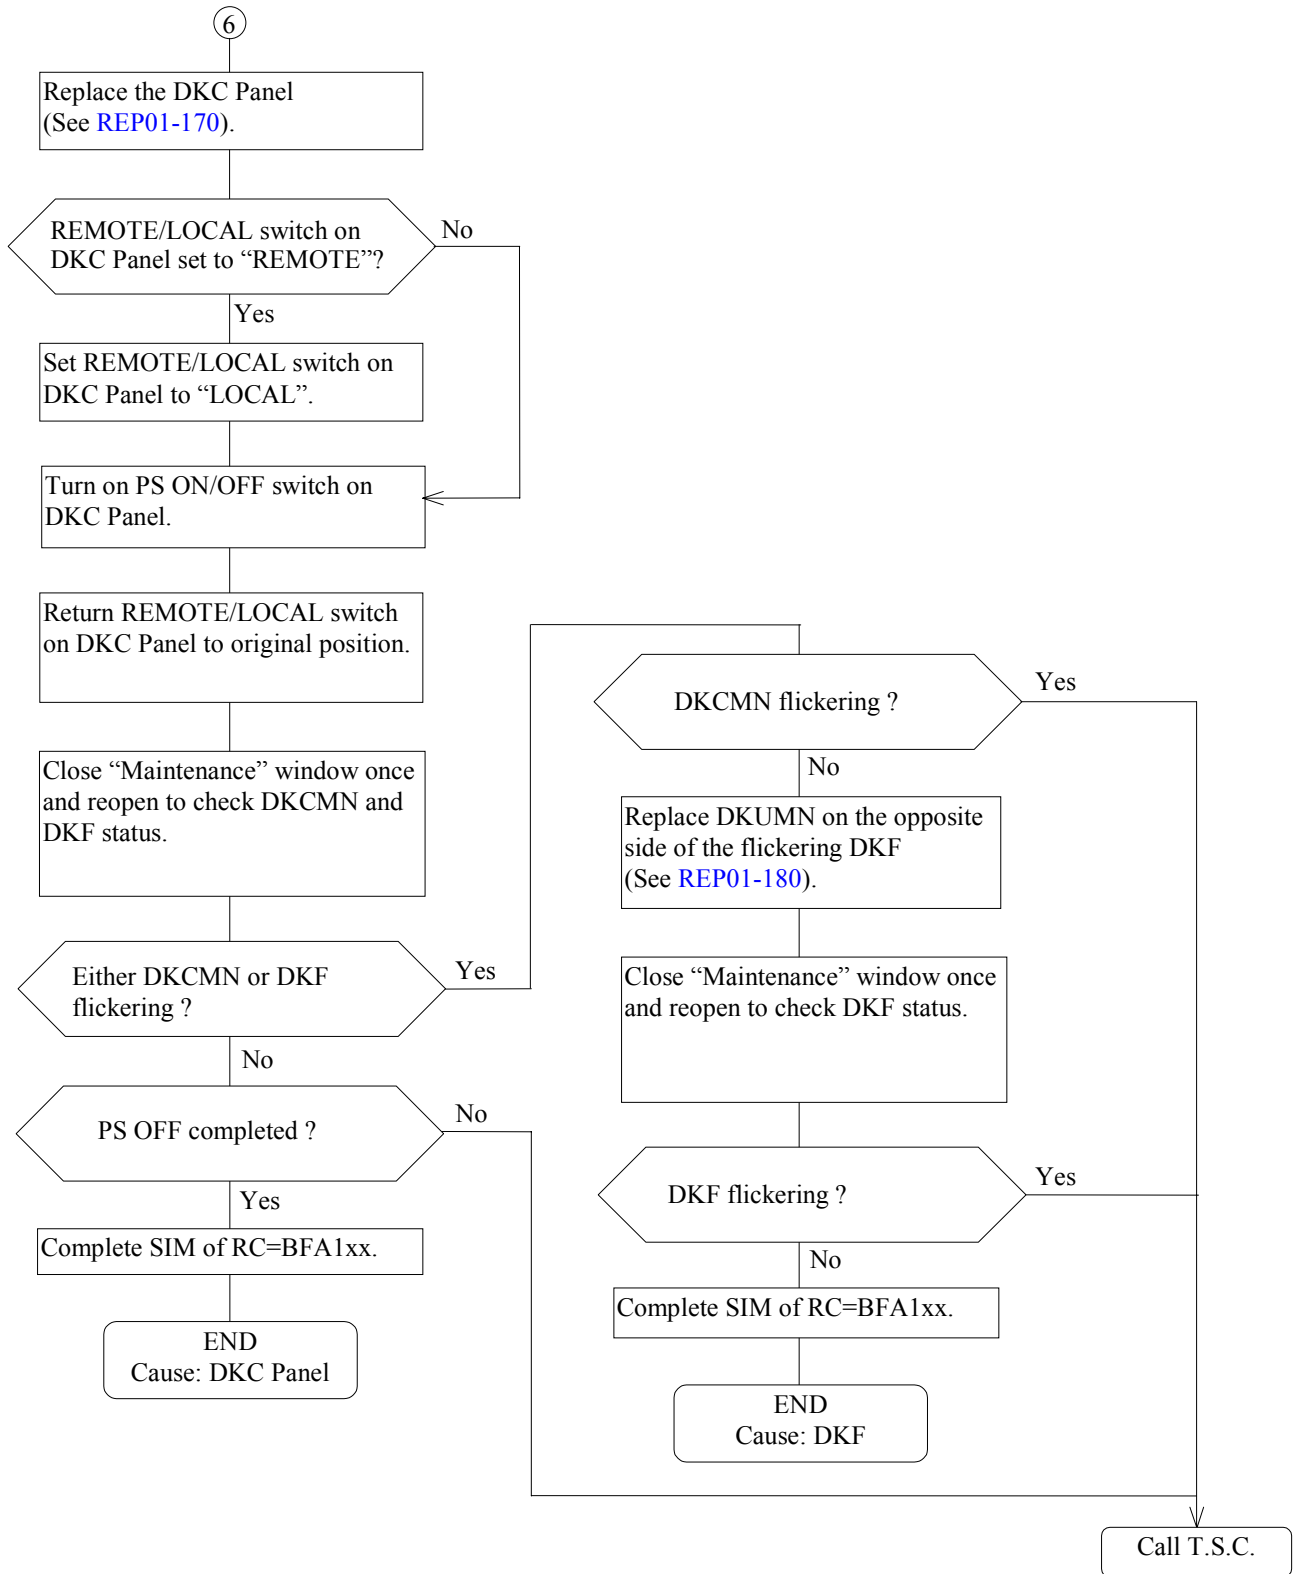 6
Replace the DKC Panel
(See REP01-170).
REMOTE/LOCAL switch on
DKC Panel set to “REMOTE”?
No
Yes
Set REMOTE/LOCAL switch on
DKC Panel to “LOCAL”.
Turn on PS ON/OFF switch on
DKC Panel.
Return REMOTE/LOCAL switch
on DKC Panel to original position.
Close “Maintenance” window once
and reopen to check DKCMN and
DKF status.
Either DKCMN or DKF
flickering ?
Yes
No
PS OFF completed ?
No
Yes
Complete SIM of RC=BFA1xx.
END
Cause: DKC Panel
DKCMN flickering ?
Yes
No
Replace DKUMN on the opposite
side of the flickering DKF
(See REP01-180).
Close “Maintenance” window once
and reopen to check DKF status.
DKF flickering ?
Yes
No
Complete SIM of RC=BFA1xx.
END
Cause: DKF
Call T.S.C.